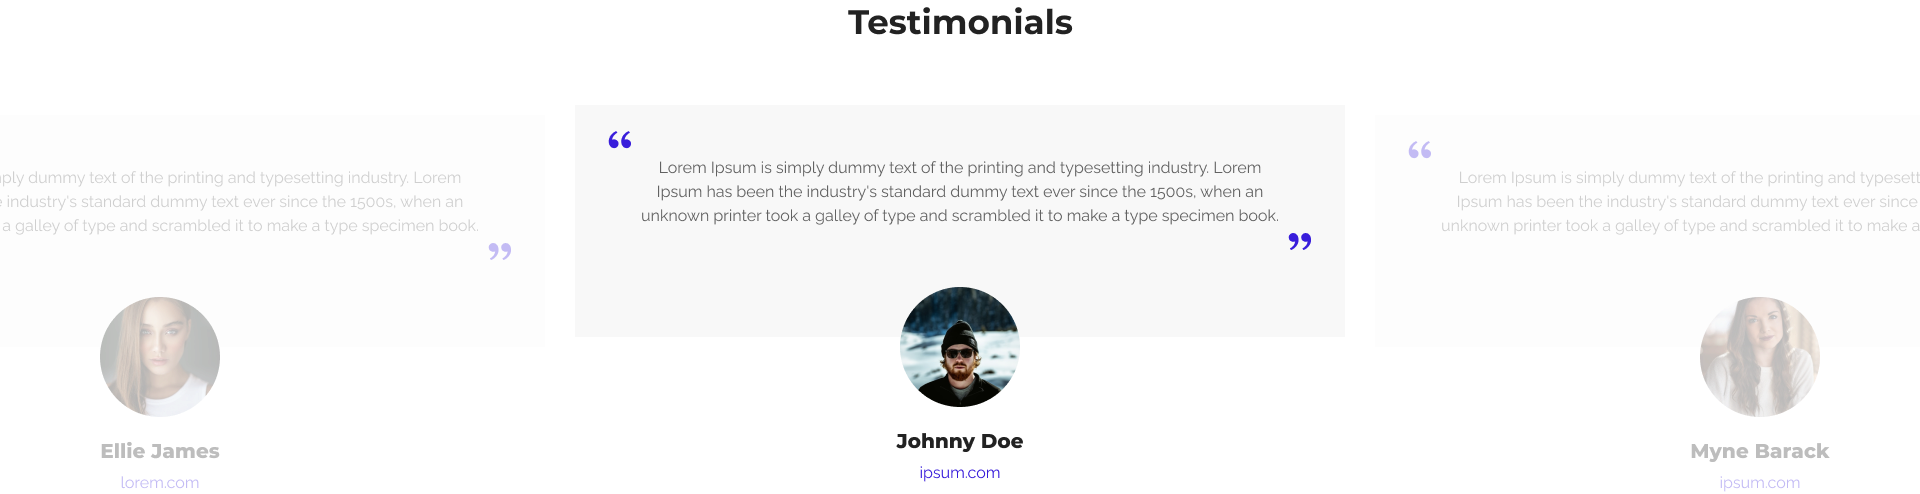 Testimonials
“
Lorem Ipsum is simply dummy text of the printing and typesetting industry. Lorem
Ipsum has been the industry's standard dummy text ever since the 1500s, when an
unknown printer took a galley of type and scrambled it to make a type specimen book.
”
Johnny Doe
ipsum.com
dummy text of the printing and typesetting industry. Lorem
industry's standard dummy text ever since the 1500s, when an
a galley of type and scrambled it to make a type specimen book.
”
Ellie James
lorem.com
“
Lorem Ipsum is simply dummy text of the printing and
Ipsum has been the industry's standard dummy text ever since
unknown printer took a galley of type and scrambled it to make a
Myne Barack
ipsum.com